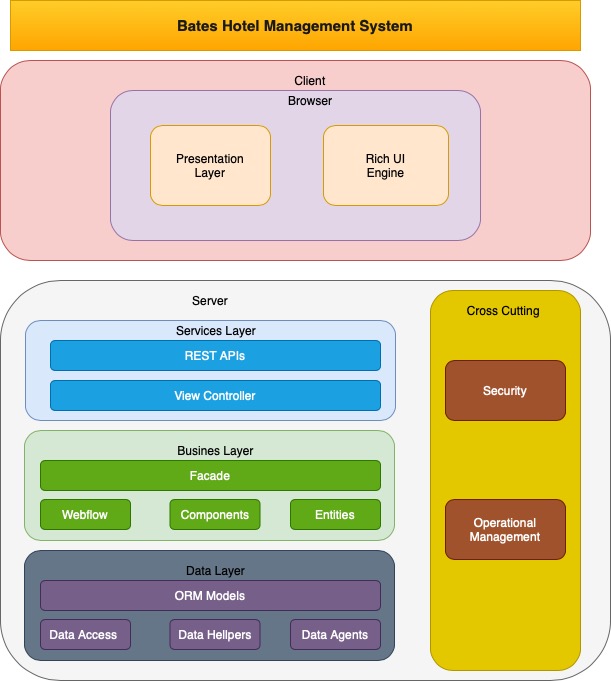 Bates Hotel Management System
Client
Browser
Presentation
Layer
Rich UI
Engine
Server
Services Layer
REST APIs
View Controller
Busines Layer
Facade
Webflow
Components
Entities
Data Layer
ORM Models
Data Access
Data Hellpers
Data Agents
Cross Cutting
Security
Operational
Management